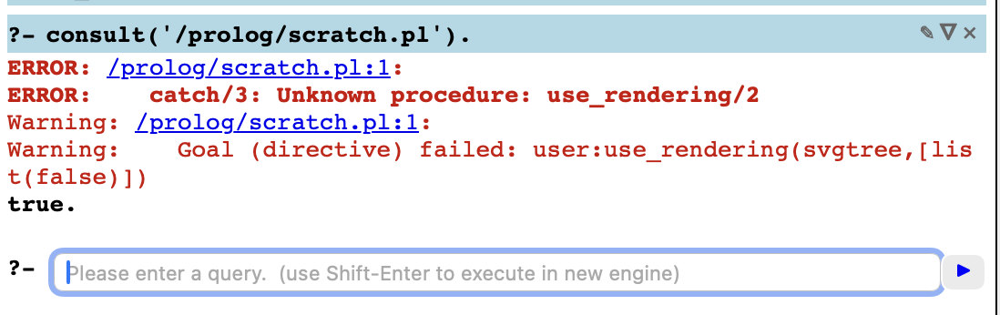 ?- consult('/prolog/scratch.pl').
ERROR: /prolog/scratch.pl:1:
ERROR:    catch/3: Unknown procedure: use_rendering/2
Warning: /prolog/scratch.pl:1:
Warning:    Goal (directive) failed: user:use_rendering(svgtree,[lis
t(false)])
true.
?- Please enter a query.  (use Shift-Enter to execute in new engine)